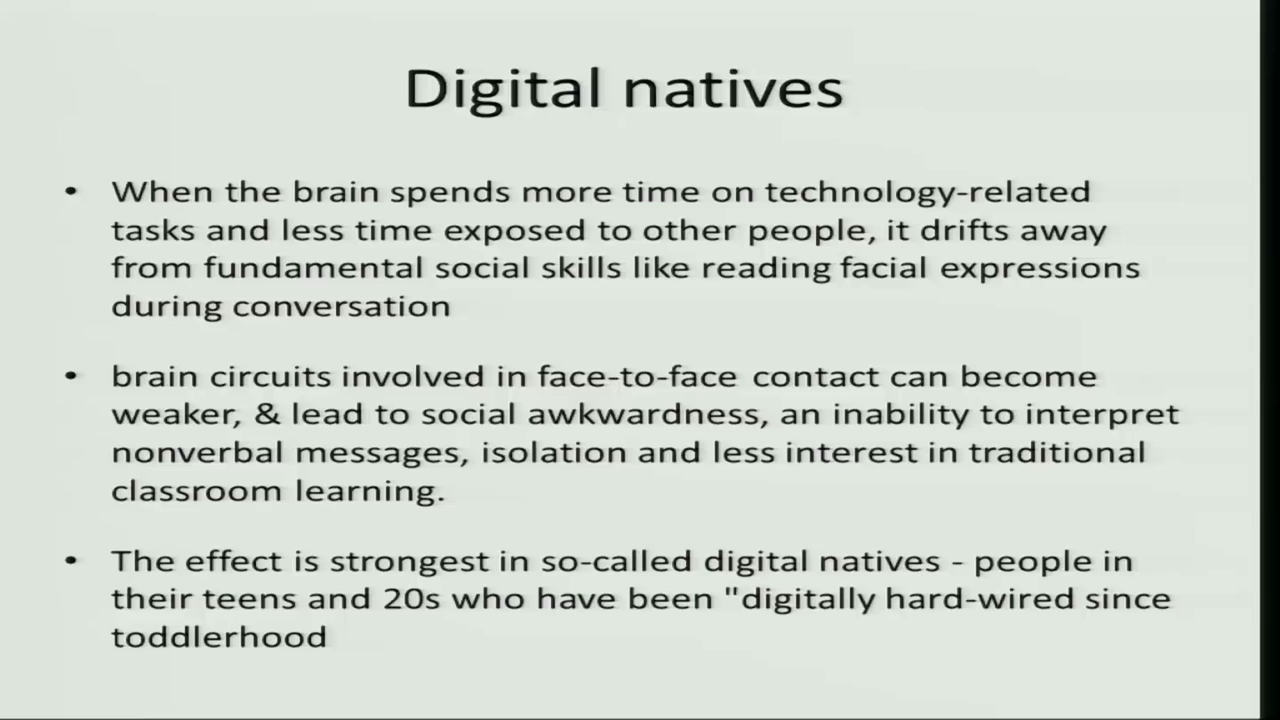 Digital natives
• When the brain spends more time on technology-related
tasks and less time exposed to other people, it drifts away
from fundamental social skills like reading facial expressions
during conversation
• brain circuits involved in face-to-face contact can become
weaker, & lead to social awkwardness, an inability to interpret
nonverbal messages, isolation and less interest in traditional
classroom learning.
• The effect is strongest in so-called digital natives - people in
their teens and 20s who have been "digitally hard-wired since
toddlerhood